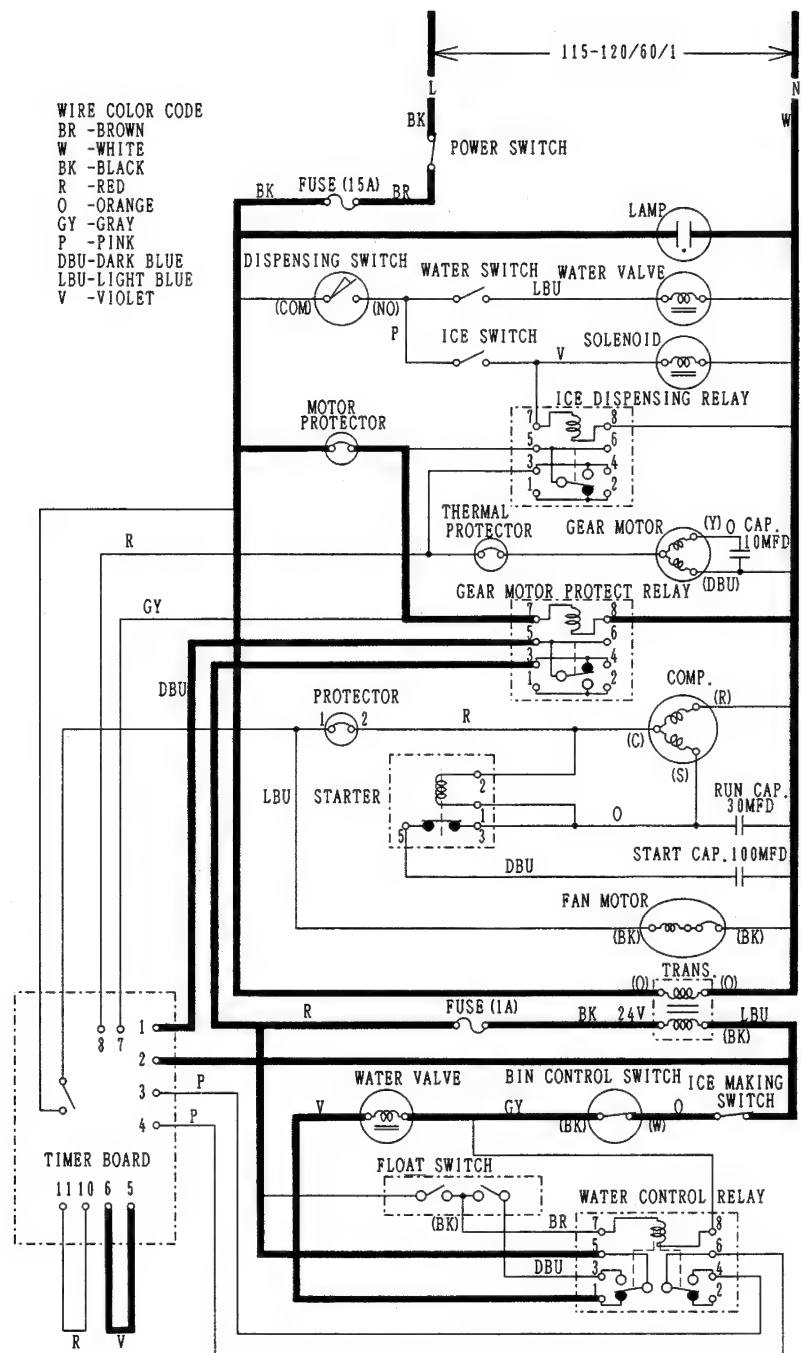 115-120/60/1
L
N
WIRE COLOR CODE
BR -BROWN
W -WHITE
BK -BLACK
R -RED
O -ORANGE
GY -GRAY
P -PINK
DBU-DARK BLUE
LBU-LIGHT BLUE
V -VIOLET
BK
W
POWER SWITCH
BK
FUSE (15A)
BR
LAMP
DISPENSING SWITCH
WATER SWITCH
WATER VALVE
LBU
(COM)
(NO)
P
ICE SWITCH
SOLENOID
V
ICE DISPENSING RELAY
7
8
MOTOR
PROTECTOR
5
6
3
4
1
2
THERMAL
PROTECTOR
GEAR MOTOR
(Y)
O
CAP.
10MFD
R
(DBU)
GEAR MOTOR PROTECT RELAY
GY
7
8
5
6
3
4
1
2
DBU
COMP.
PROTECTOR
(R)
1
2
R
(C)
(S)
LBU
STARTER
2
1
RUN CAP.
30MFD
5
3
O
DBU
START CAP.100MFD
FAN MOTOR
(BK)
(BK)
TRANS.
(O)
(O)
R
FUSE (1A)
BK
24V
LBU
(BK)
8
7
1
2
3
P
4
P
WATER VALVE
BIN CONTROL SWITCH
ICE MAKING
SWITCH
V
GY
(BK)
(W)
O
TIMER BOARD
FLOAT SWITCH
11
10
6
5
(BK)
WATER CONTROL RELAY
BR
7
8
5
6
DBU
3
4
1
2
R
V